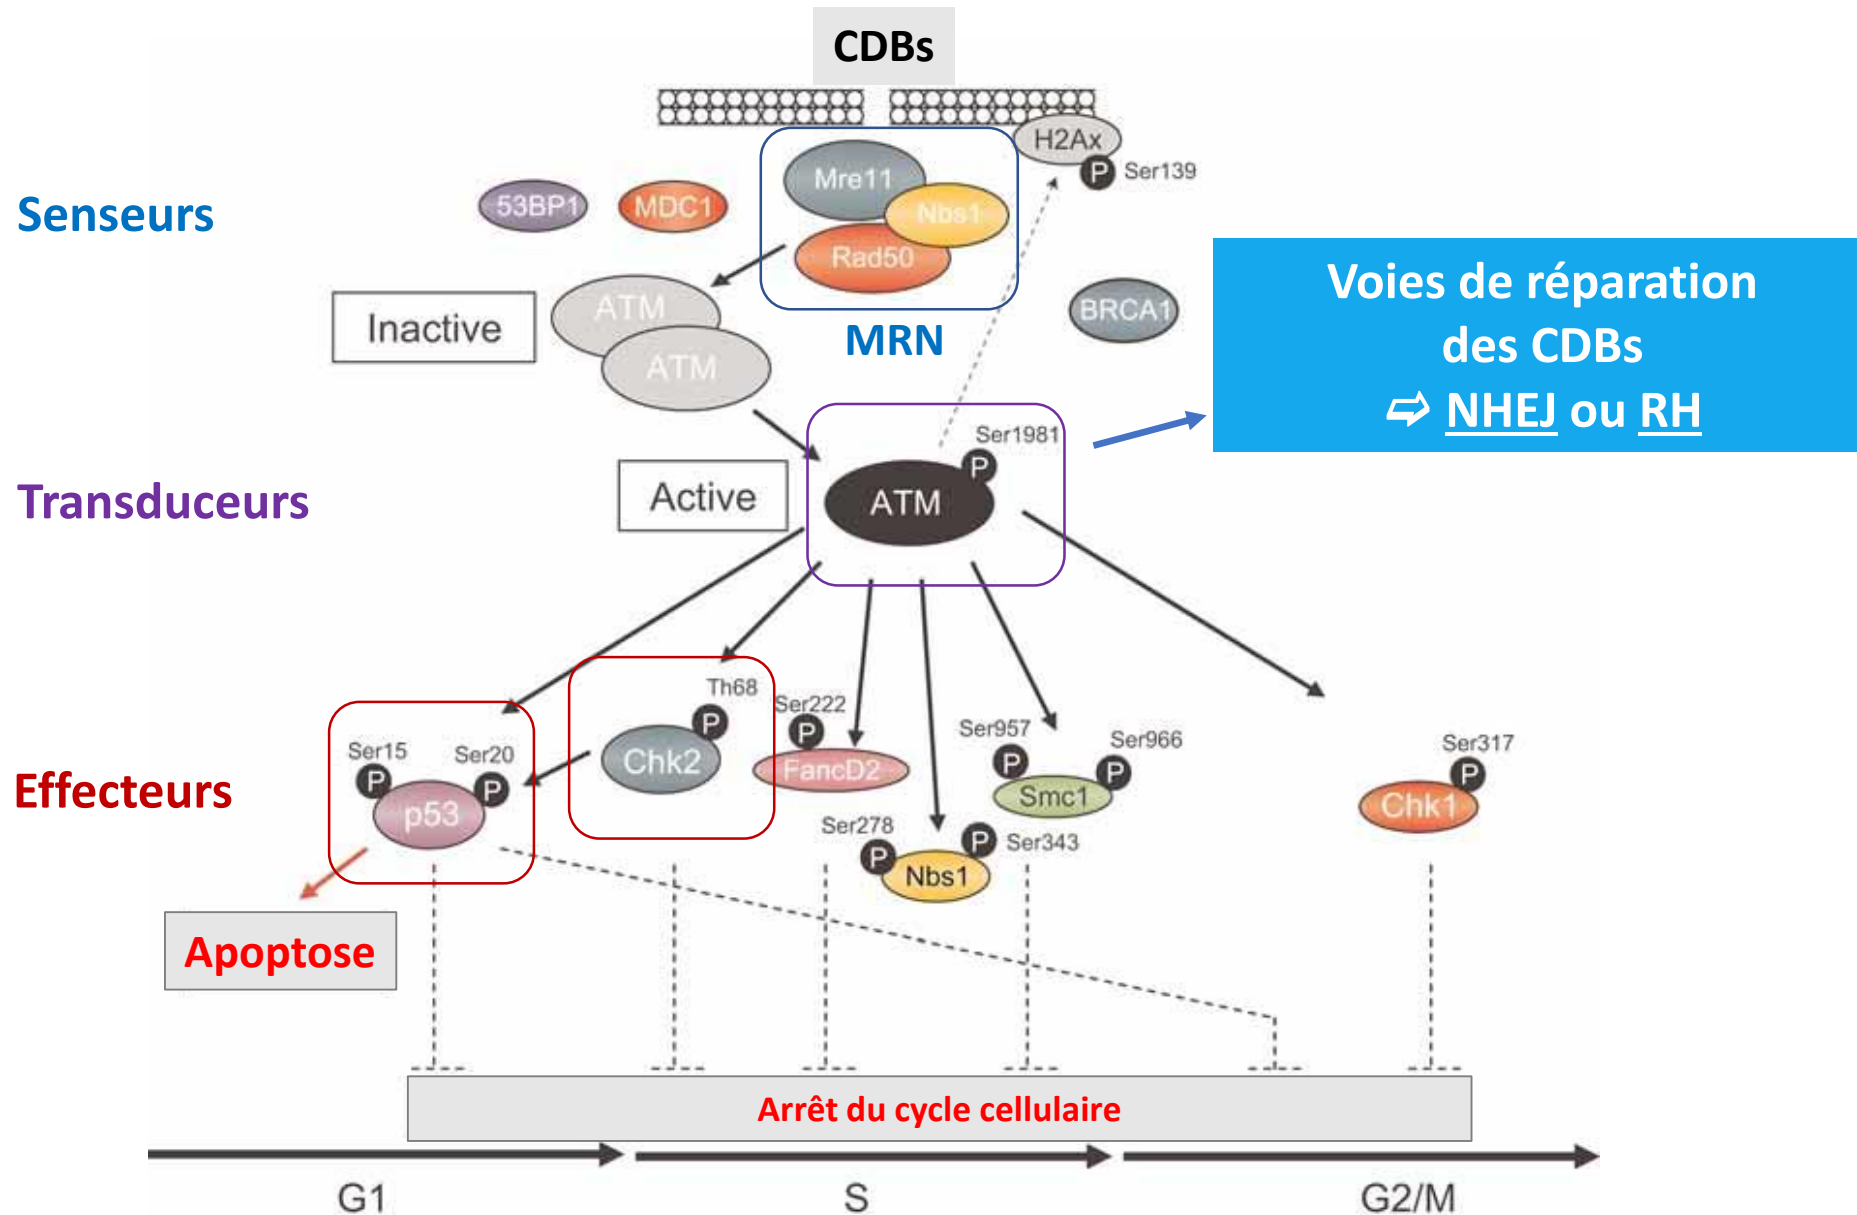 CDBs
H2Ax
P
Ser139
Mre11
Nbs1
Rad50
53BP1
MDC1
Senseurs
Voies de réparation
des CDBs
⇨ NHEJ ou RH
Inactive
ATM
ATM
MRN
BRCA1
Ser1981
P
Transduceurs
Active
ATM
Th68
P
Ser222
P
Ser957
P
Ser966
P
Ser317
P
Ser15
P
Ser20
P
Chk2
FancD2
Smc1
Chk1
Effecteurs
p53
Ser278
P
P
Ser343
Nbs1
Apoptose
Arrêt du cycle cellulaire
G1
S
G2/M